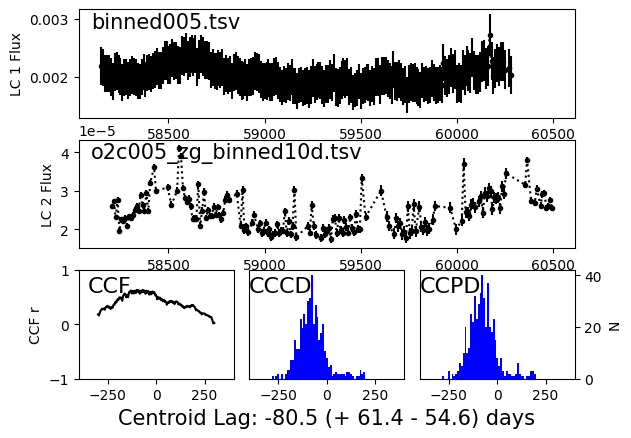 binned005.tsv
0.003
0.002
LC 1 Flux
58500 59000 59500 60000 60500
1e−5
o2c005_zg_binned10d.tsv
4
3
2
LC 2 Flux
58500 59000 59500 60000 60500
CCF
CCCD
CCPD
1
0
−1
CCF r
40
20
0
N
−250 0 250
−250 0 250
−250 0 250
Centroid Lag: -80.5 (+ 61.4 - 54.6) days